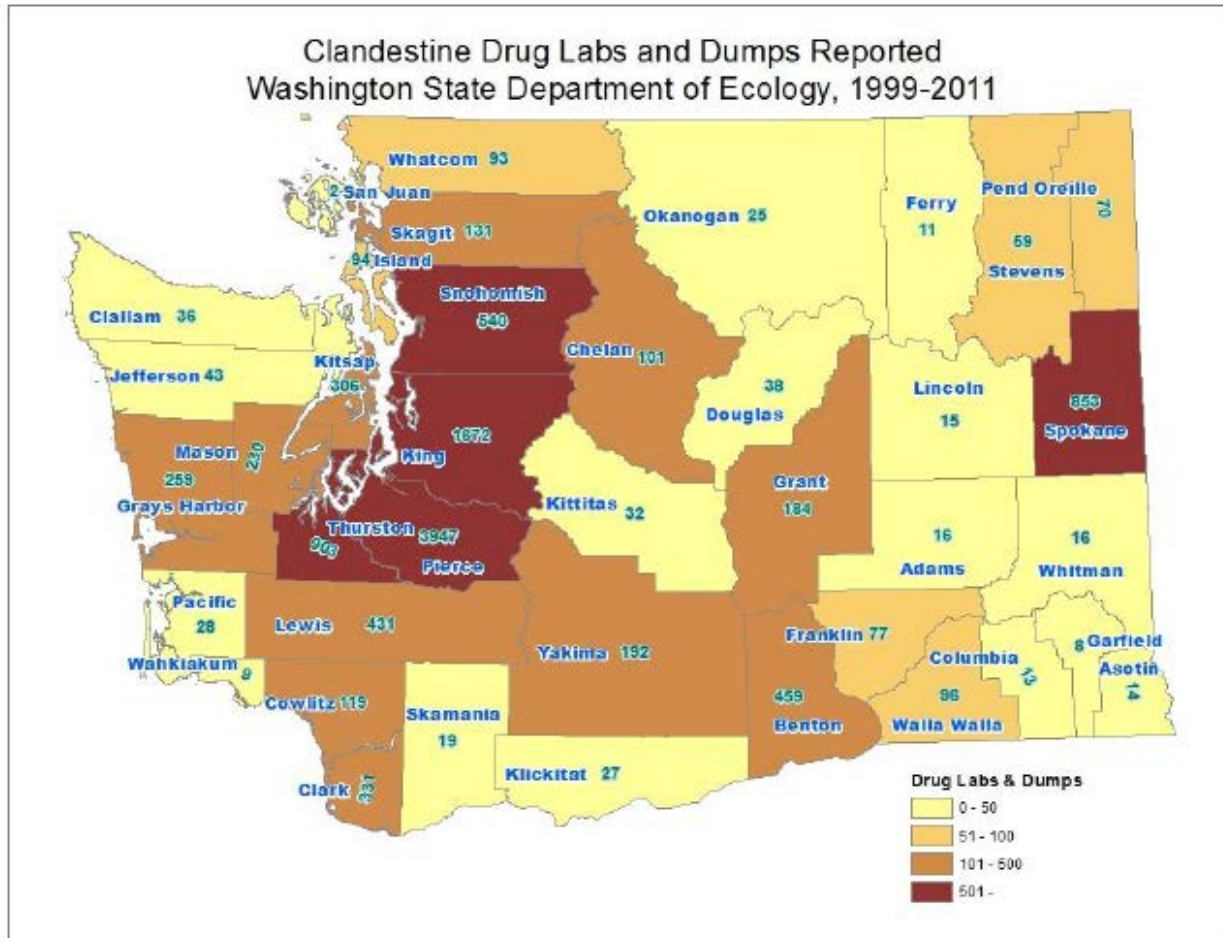 Clandestine Drug Labs and Dumps Reported
Washington State Department of Ecology, 1999-2011
Whatcom 93
2 San Juan
Skagit 131
94 Island
Okanogan 25
Ferry
11
Pend Oreille
70
59
Stevens
Snohomish
540
Clallam 36
Chelan
101
Kitsap
306
Jefferson 43
38
Douglas
Lincoln
15
853
Spokane
1672
King
Mason
230
259
Grays Harbor
Grant
184
Kittitas
32
Thurston
903
3947
Pierce
16
Adams
16
Whitman
Pacific
28
Lewis 431
Yakima 192
Franklin 77
Columbia
13
8
Garfield
Asotin
14
Wahkiakum 9
Cowlitz 119
Skamania
19
459
Benton
96
Walla Walla
Clark 331
Klickitat 27
Drug Labs & Dumps
0 - 50
51 - 100
101 - 500
501 -